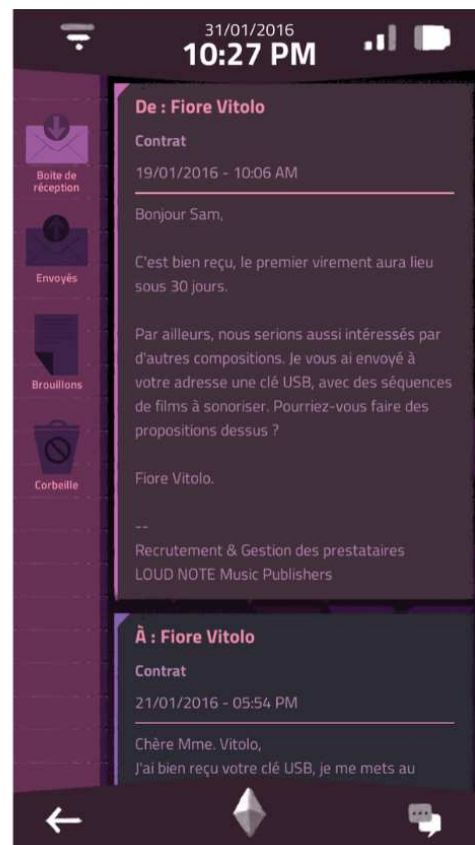 31/01/2016
10:27 PM
Boite de
réception
Envoyés
Brouillons
Corbeille
De : Fiore Vitolo
Contrat
19/01/2016 - 10:06 AM
Bonjour Sam,
C'est bien reçu, le premier virement aura lieu
sous 30 jours.
Par ailleurs, nous serions aussi intéressés par
d'autres compositions. Je vous ai envoyé à
votre adresse une clé USB, avec des séquences
de films à sonoriser. Pourriez-vous faire des
propositions dessus ?
Fiore Vitolo.
--
Recrutement & Gestion des prestataires
LOUD NOTE Music Publishers
À : Fiore Vitolo
Contrat
21/01/2016 - 05:54 PM
Chère Mme. Vitolo,
J'ai bien reçu votre clé USB, je me mets au